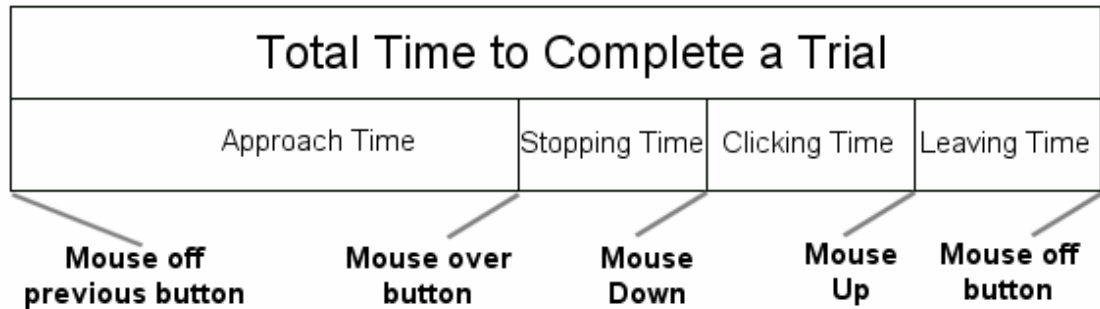 Total Time to Complete a Trial
Approach Time
Stopping Time
Clicking Time
Leaving Time
Mouse off
previous button
Mouse over
button
Mouse
Down
Mouse
Up
Mouse off
button